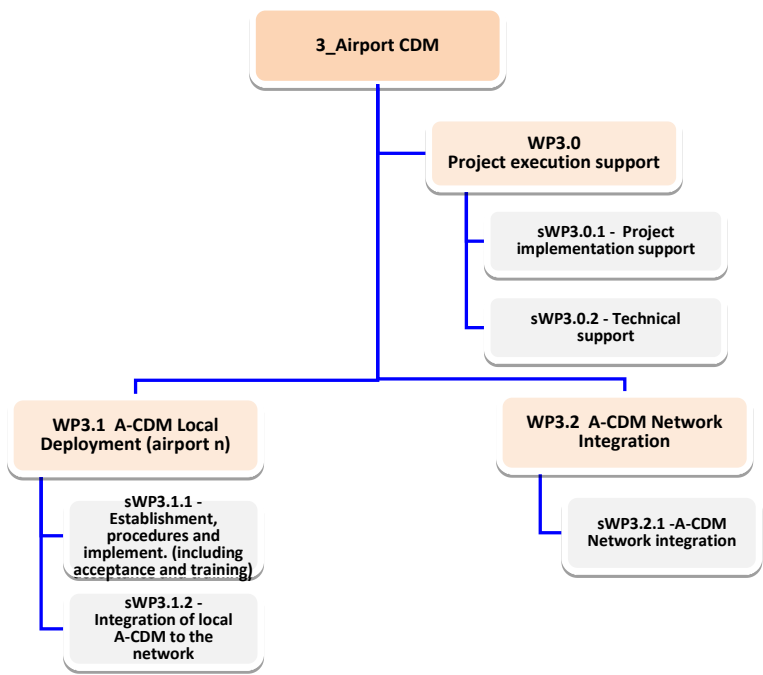 3_Airport CDM
WP3.0
Project execution support
sWP3.0.1 - Project
implementation support
sWP3.0.2 - Technical
support
WP3.1 A-CDM Local
Deployment (airport n)
sWP3.1.1 -
Establishment,
procedures and
implement. (including
acceptance and training)
sWP3.1.2 -
Integration of local
A-CDM to the
network
WP3.2 A-CDM Network
Integration
sWP3.2.1 -A-CDM
Network integration